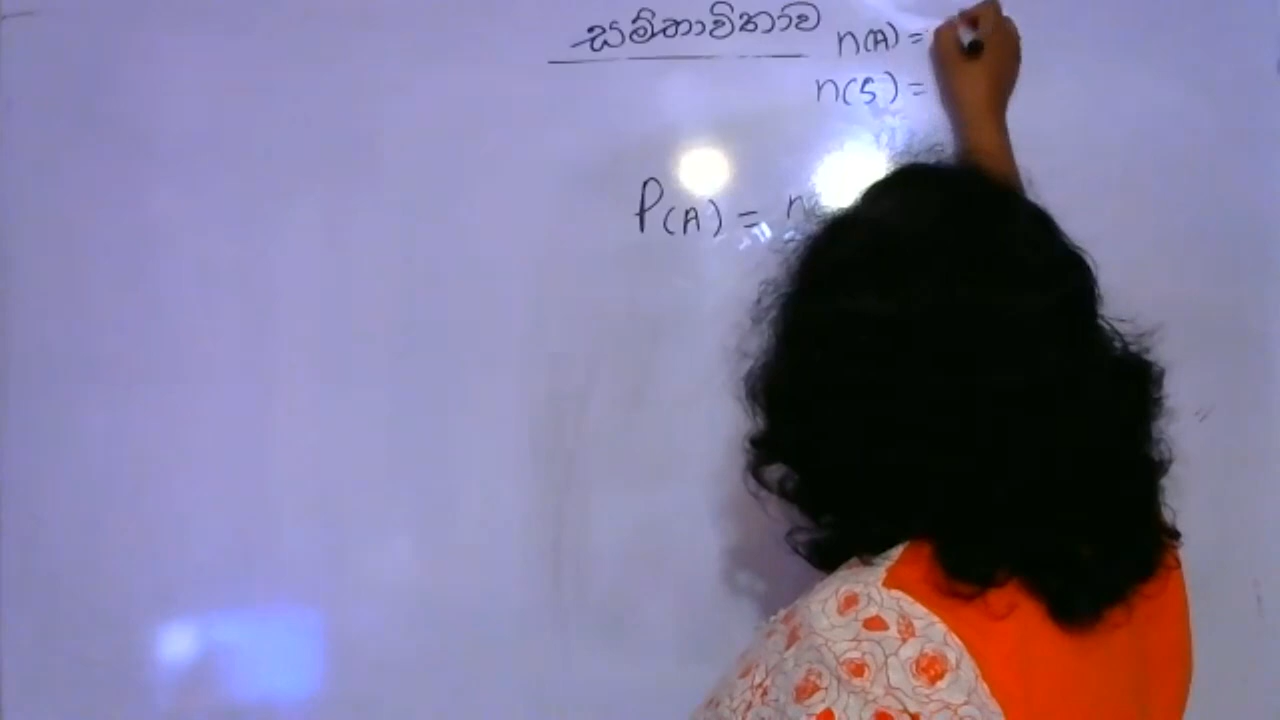 සම්භාවිතාව
n(A) =
n(S) =
P(A) = n